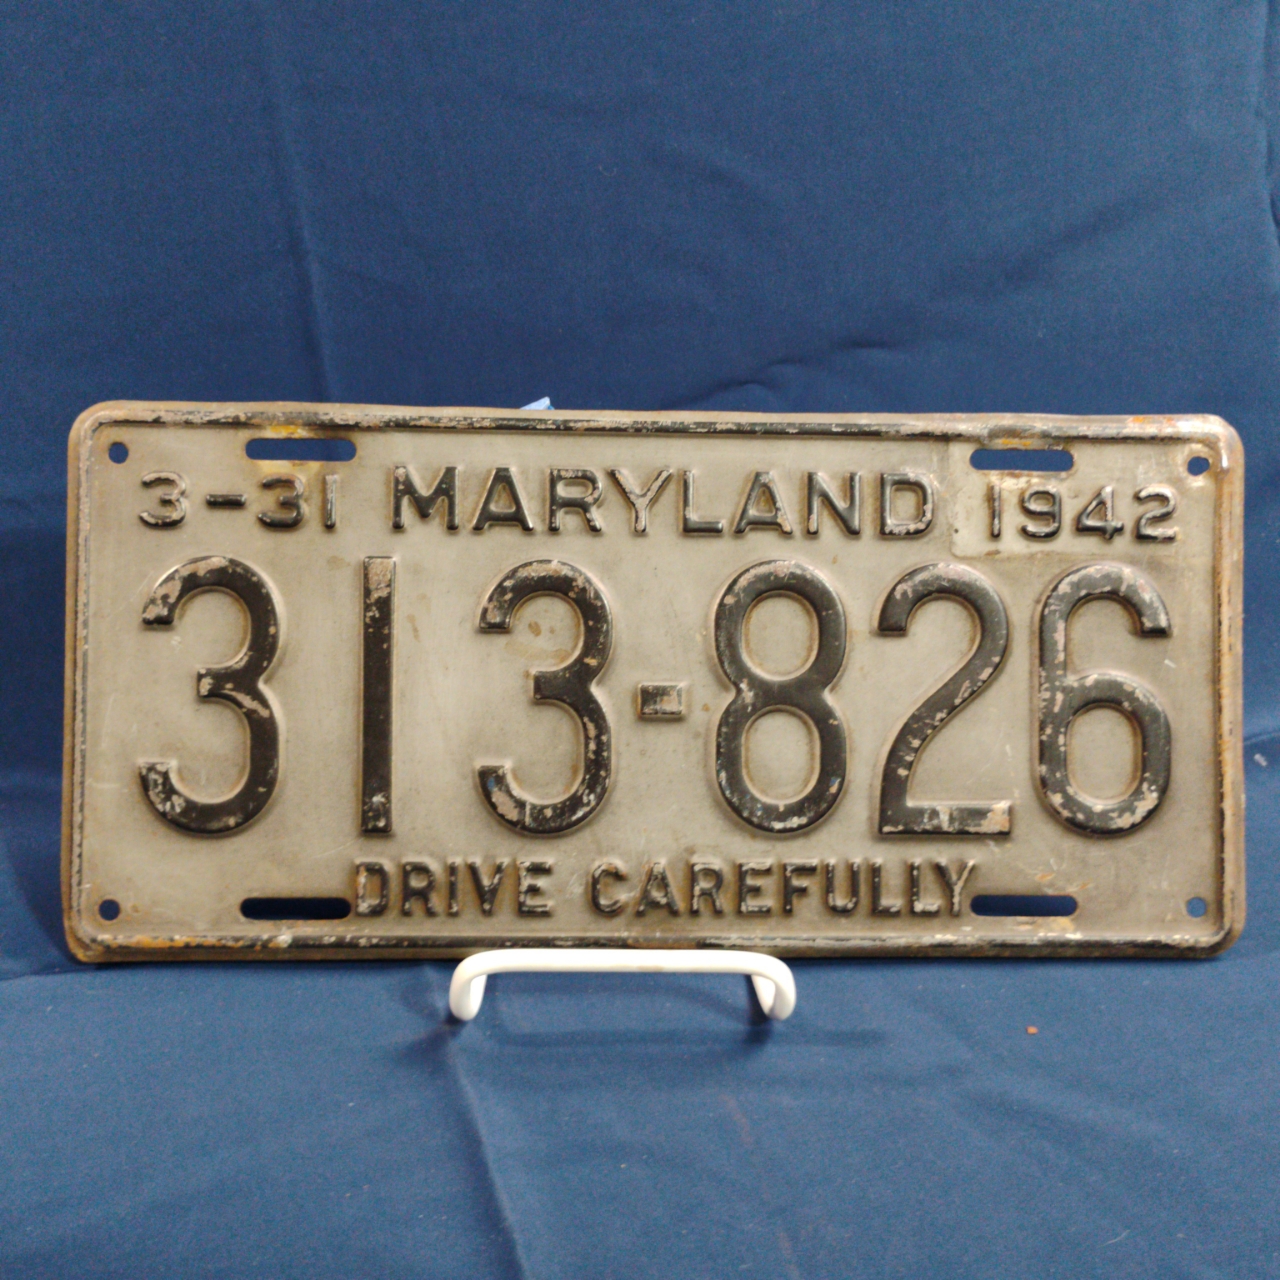 3-31 MARYLAND 1942
313-826
DRIVE CAREFULLY